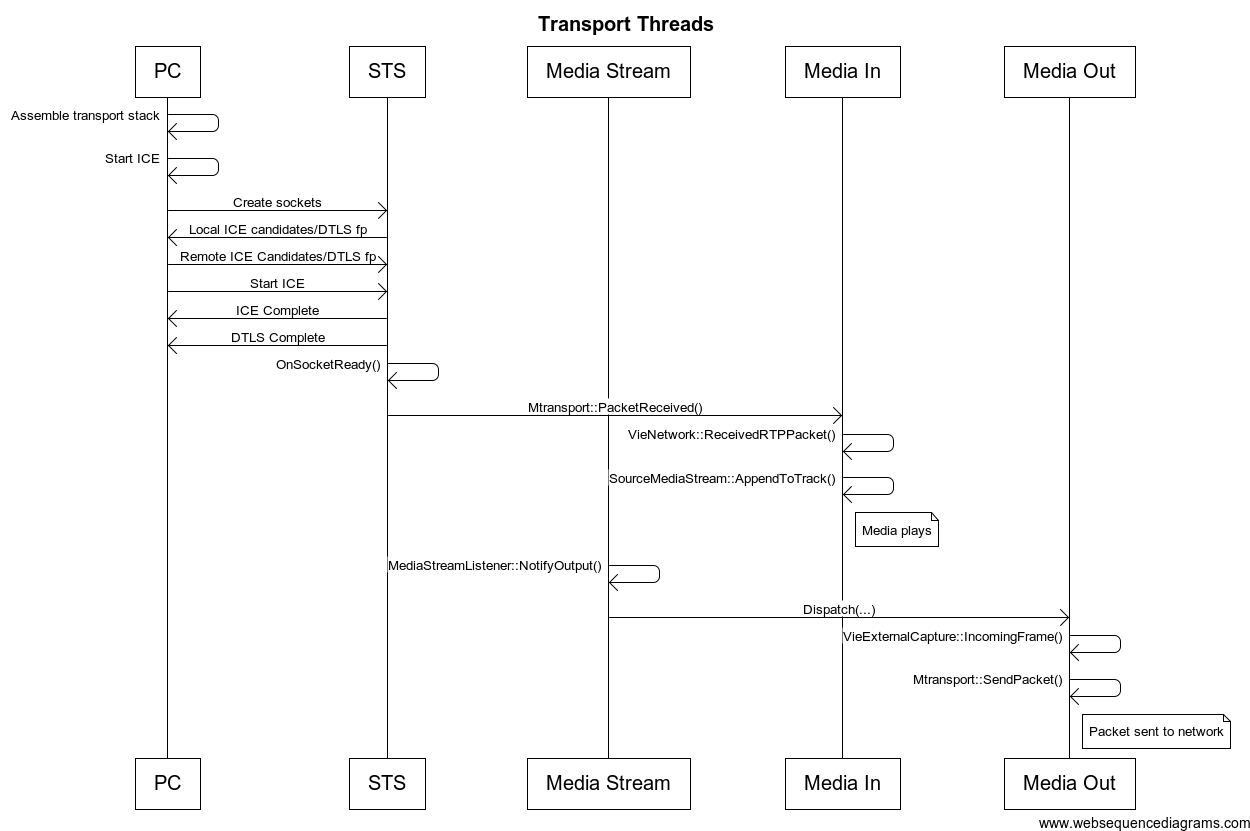 Transport Threads
PC
STS
Media Stream
Media In
Media Out
Assemble transport stack
Start ICE
Create sockets
Local ICE candidates/DTLS fp
Remote ICE Candidates/DTLS fp
Start ICE
ICE Complete
DTLS Complete
OnSocketReady()
Mtransport::PacketReceived()
VieNetwork::ReceivedRTPPacket()
SourceMediaStream::AppendToTrack()
Media plays
MediaStreamListener::NotifyOutput()
Dispatch(...)
VieExternalCapture::IncomingFrame()
Mtransport::SendPacket()
Packet sent to network
PC
STS
Media Stream
Media In
Media Out
www.websequencediagrams.com